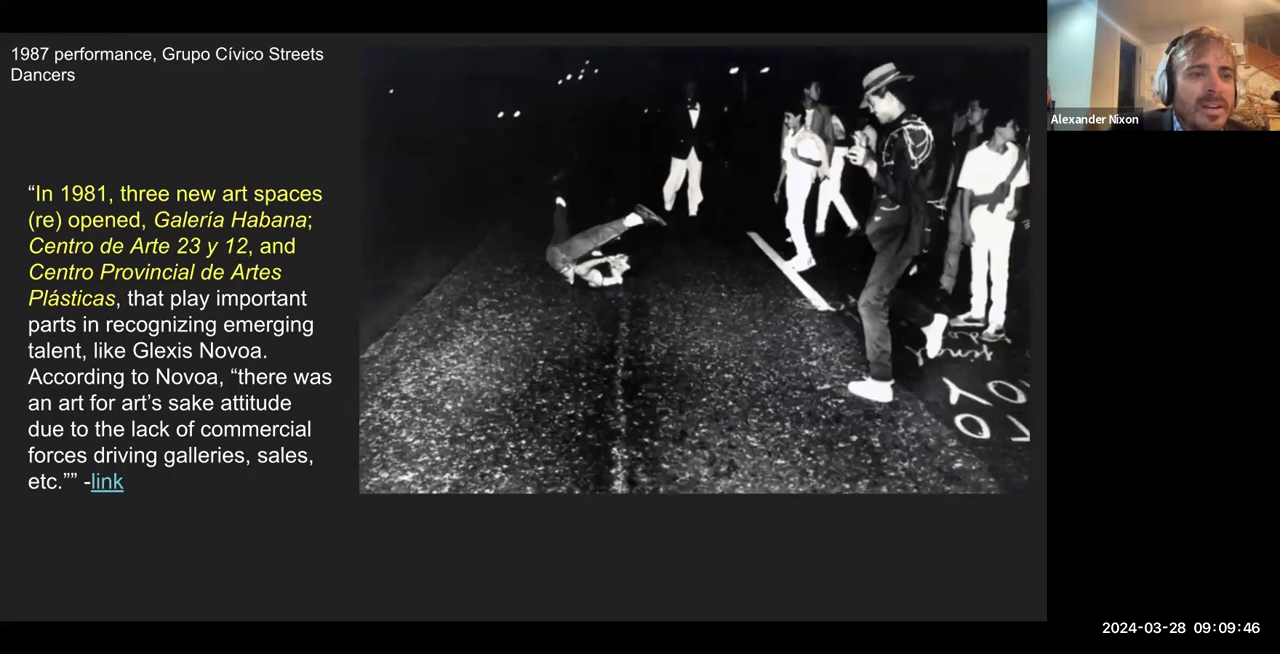 1987 performance, Grupo Cívico Streets
Dancers
“In 1981, three new art spaces
(re) opened, Galería Habana;
Centro de Arte 23 y 12, and
Centro Provincial de Artes
Plásticas, that play important
parts in recognizing emerging
talent, like Glexis Novoa.
According to Novoa, “there was
an art for art’s sake attitude
due to the lack of commercial
forces driving galleries, sales,
etc.”” -link
Alexander Nixon
2024-03-28 09:09:46